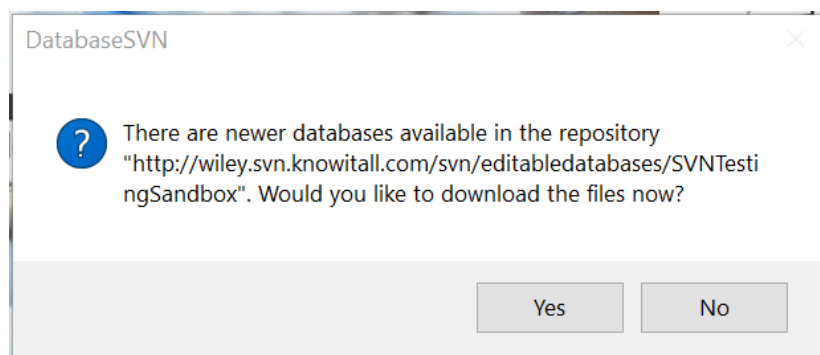 DatabaseSVN
There are newer databases available in the repository
"http://wiley.svn.knowitall.com/svn/editabledatabases/SVNTesti
ngSandbox". Would you like to download the files now?
Yes No